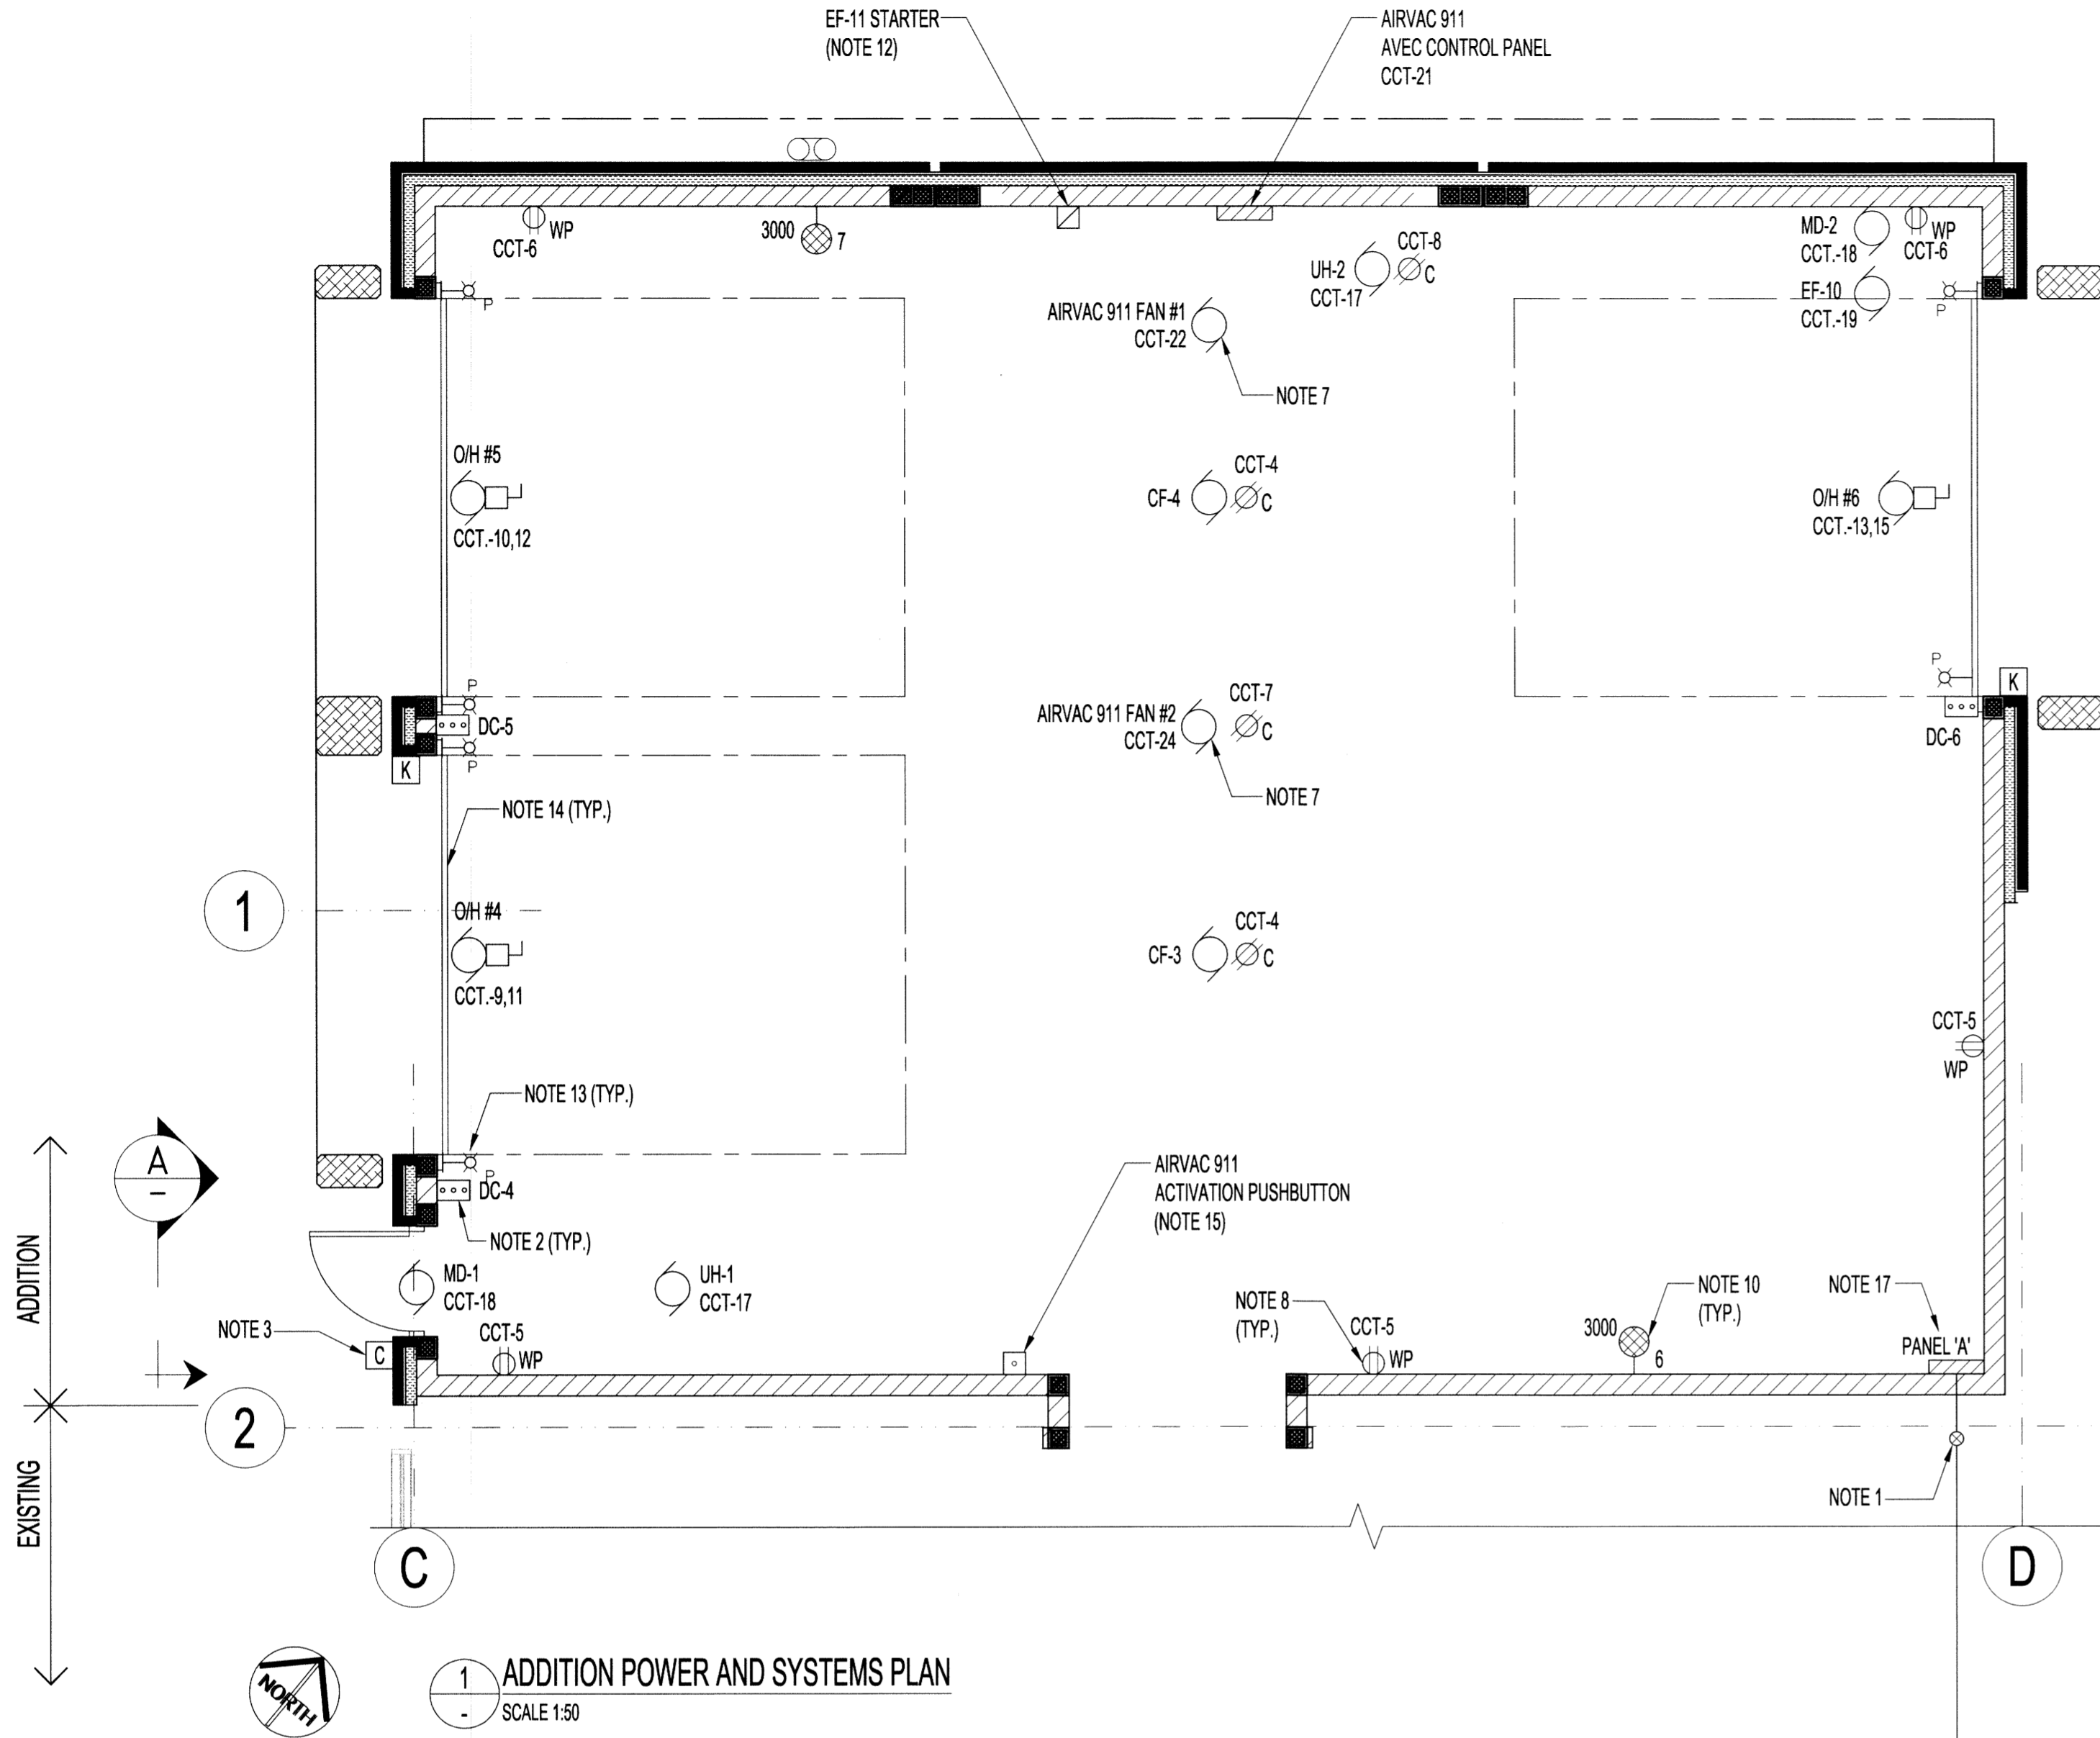 EF-11 STARTER
(NOTE 12)
AIRVAC 911
AVEC CONTROL PANEL
CCT-21
WP
CCT-6
3000
7
CCT-8
UH-2
C
CCT-17
MD-2
CCT.-18
WP
CCT-6
EF-10
CCT.-19
P
P
AIRVAC 911 FAN #1
CCT-22
NOTE 7
O/H #5
CCT.-10,12
CCT-4
CF-4
C
O/H #6
CCT.-13,15
P
DC-5
P
K
CCT-7
AIRVAC 911 FAN #2
C
CCT-24
NOTE 7
P
K
DC-6
NOTE 14 (TYP.)
1
O/H #4
CCT.-9,11
CCT-4
CF-3
C
CCT-5
WP
NOTE 13 (TYP.)
A
-
P
DC-4
NOTE 2 (TYP.)
AIRVAC 911
ACTIVATION PUSHBUTTON
(NOTE 15)
ADDITION
MD-1
CCT-18
UH-1
CCT-17
NOTE 3
C
CCT-5
WP
NOTE 8
(TYP.)
CCT-5
WP
3000
6
NOTE 10
(TYP.)
NOTE 17
PANEL 'A'
2
EXISTING
NOTE 1
C
D
NORTH
1
-
ADDITION POWER AND SYSTEMS PLAN
SCALE 1:50